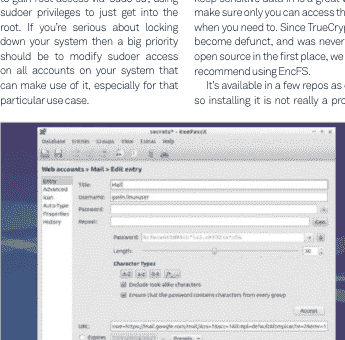 to gain root access via 'sudo su', using
sudoer privileges to just get into the
root. If you're serious about locking
down your system then a big priority
should be to modify sudoer access
on all accounts on your system that
can make use of it, especially for that
particular use case.
make sure only you can access th
when you need to. Since TrueCryp
become defunct, and was never
open source in the first place, we
recommend using EncFS.
It's available in a few repos as
so installing it is not really a pro
secrets* - KeePassX
Database Entries Groups View Extras Help
Web accounts > Mail > Edit entry
Entry
Advanced
Icon
Auto-Type
Properties
History
Title: Mail
Username:
Password:
Repeat:
Gen.
Password:
Length:
Character Types
A-Z a-z 0-9
Exclude look-alike characters
Ensure that the password contains characters from every group
Accept
URL:
Expires
Presets